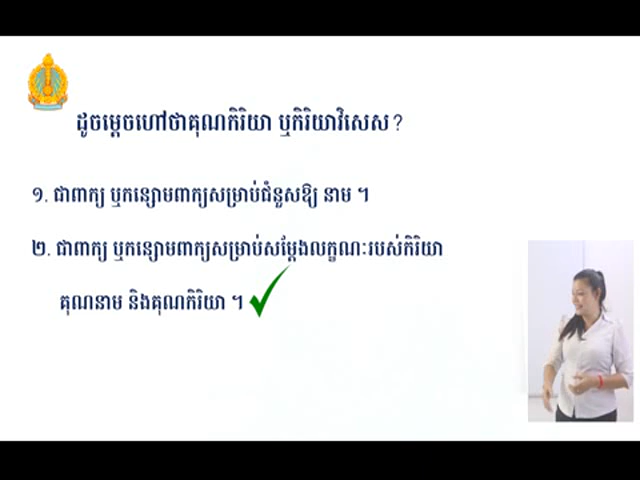 ដូចម្ដេចហៅថាគុណកិរិយា ឬកិរិយាវិសេស?
១. ជាពាក្យ ឬកន្សោមពាក្យសម្រាប់ជំនួសឱ្យ នាម ។
២. ជាពាក្យ ឬកន្សោមពាក្យសម្រាប់សម្ដែងលក្ខណៈរបស់កិរិយា
គុណនាម និងគុណកិរិយា ។